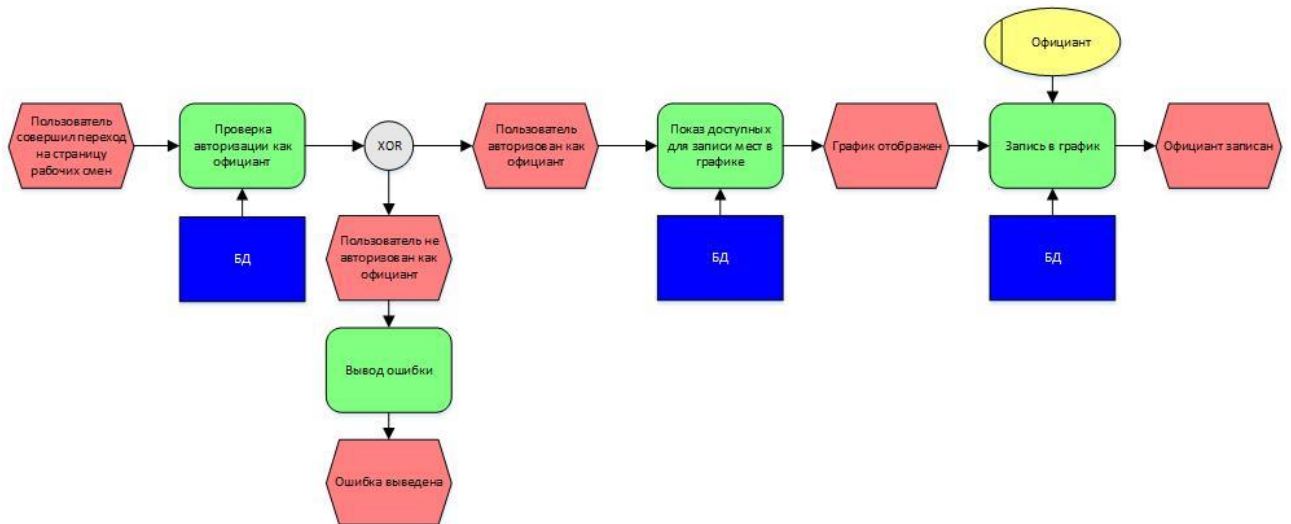 Официант
Пользователь
совершил переход
на страницу
рабочих смен
Проверка
авторизации как
официант
XOR
Пользователь
авторизован как
официант
Показ доступных
для записи мест в
графике
График отображен
Запись в график
Официант записан
БД
Пользователь не
авторизован как
официант
БД
БД
Вывод ошибки
Ошибка выведена